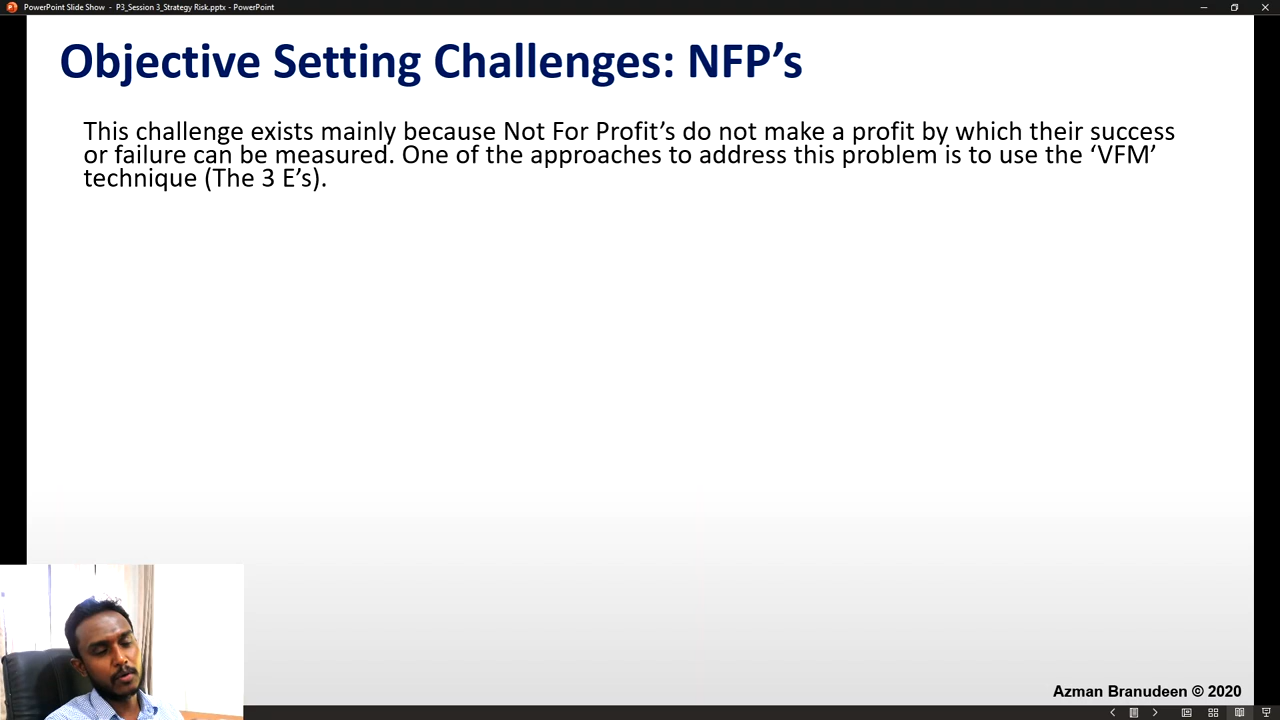 PowerPoint Slide Show - P3_Session 3_Strategy Risk.pptx - PowerPoint
Objective Setting Challenges: NFP’s
This challenge exists mainly because Not For Profit’s do not make a profit by which their success
or failure can be measured. One of the approaches to address this problem is to use the ‘VFM’
technique (The 3 E’s).
Azman Branudeen © 2020